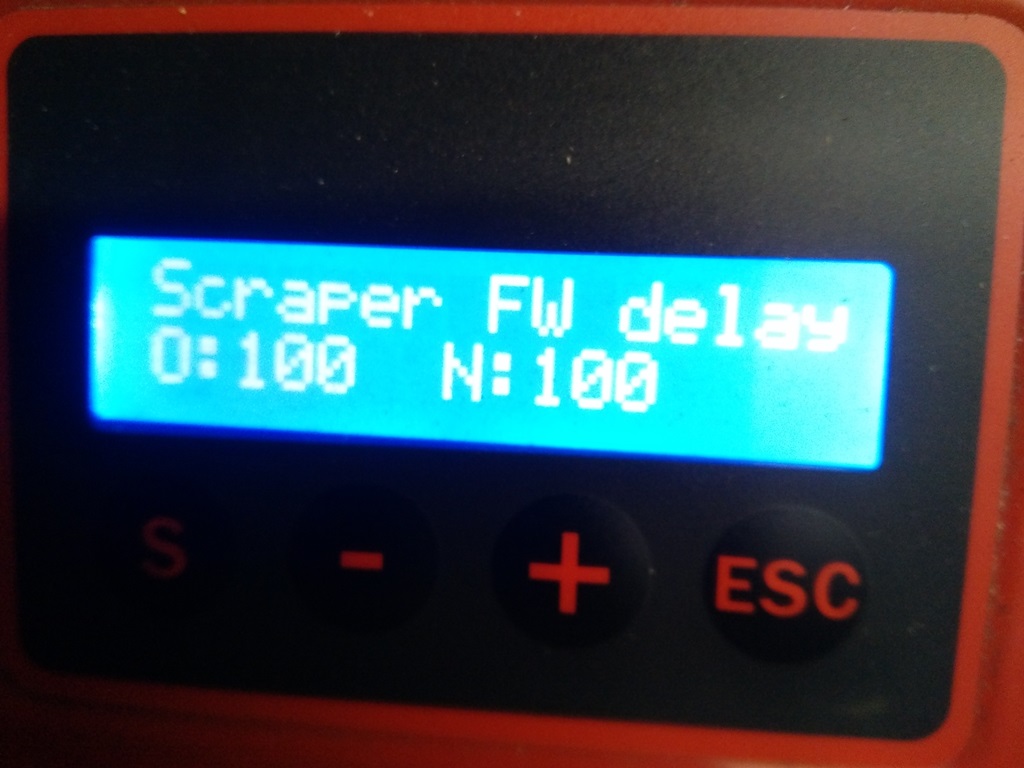 Scraper FW delay
O:100 N:100
S - + ESC